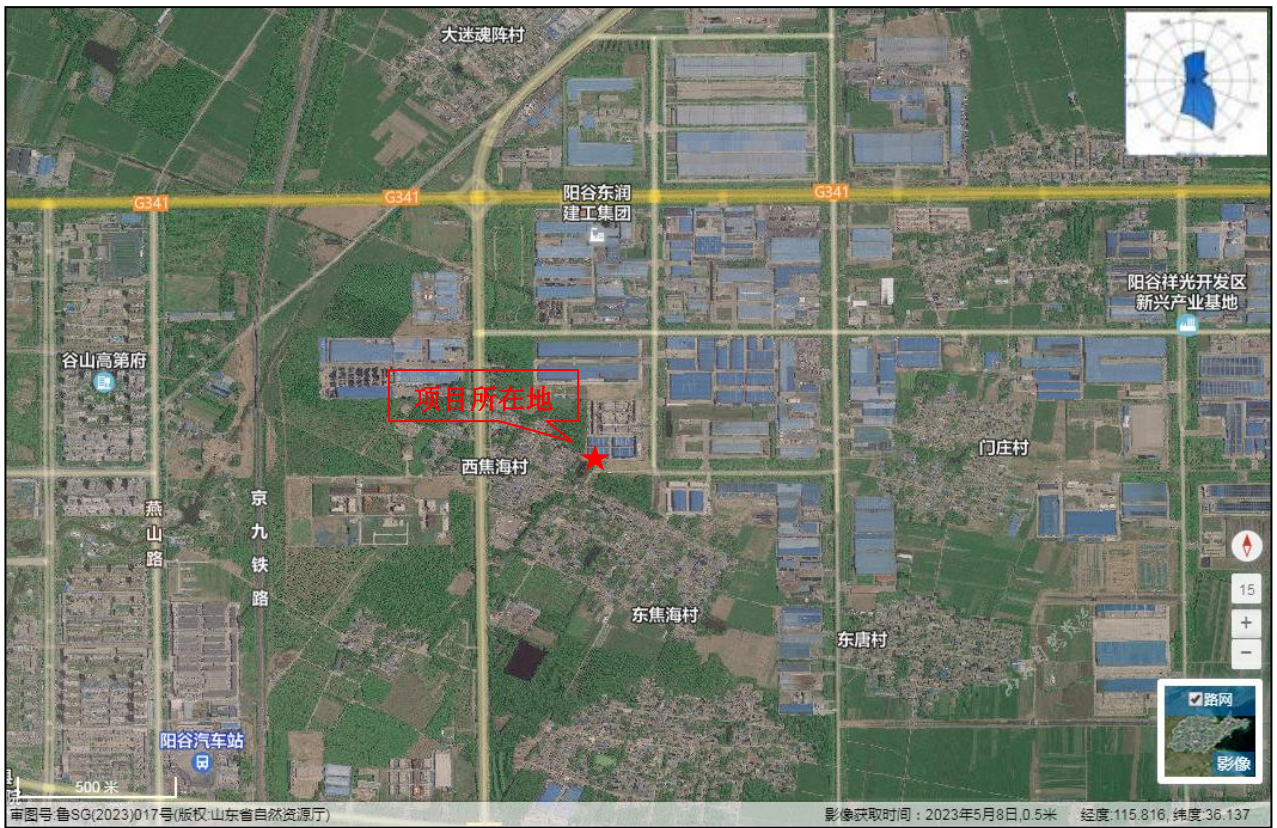 大迷魂阵村
G341
G341
阳谷东润
建工集团
G341
阳谷祥光开发区
新兴产业基地
谷山高第府
项目所在地
西焦海村
门庄村
燕山路
京九铁路
东焦海村
东唐村
15
+
−
路网
影像
阳谷汽车站
500 米
审图号:鲁SG(2023)017号(版权:山东省自然资源厅)
影像获取时间：2023年5月8日,0.5米 经度:115.816, 纬度:36.137